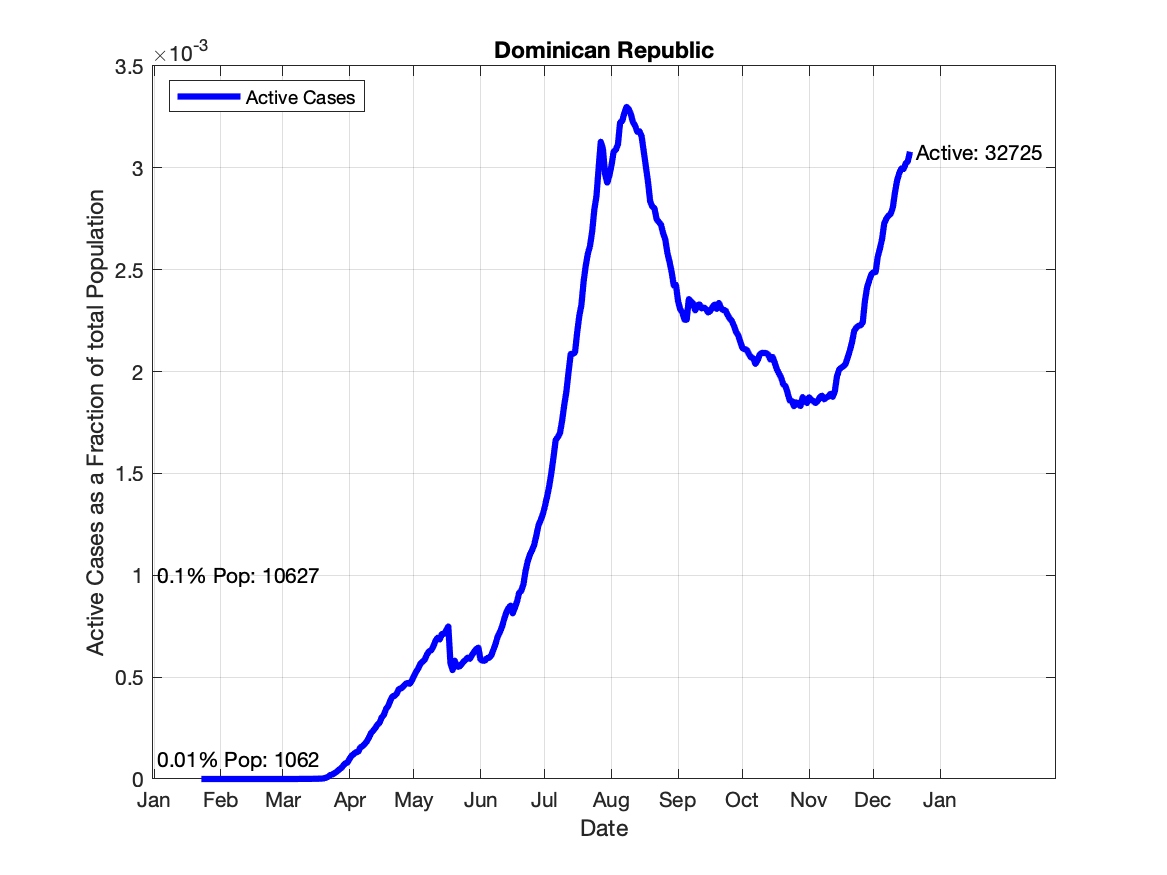 Dominican Republic
×10-3
3.5
3
2.5
2
1.5
1
0.5
0
Active Cases as a Fraction of total Population
Active Cases
Active: 32725
0.1% Pop: 10627
0.01% Pop: 1062
Jan Feb Mar Apr May Jun Jul Aug Sep Oct Nov Dec Jan
Date